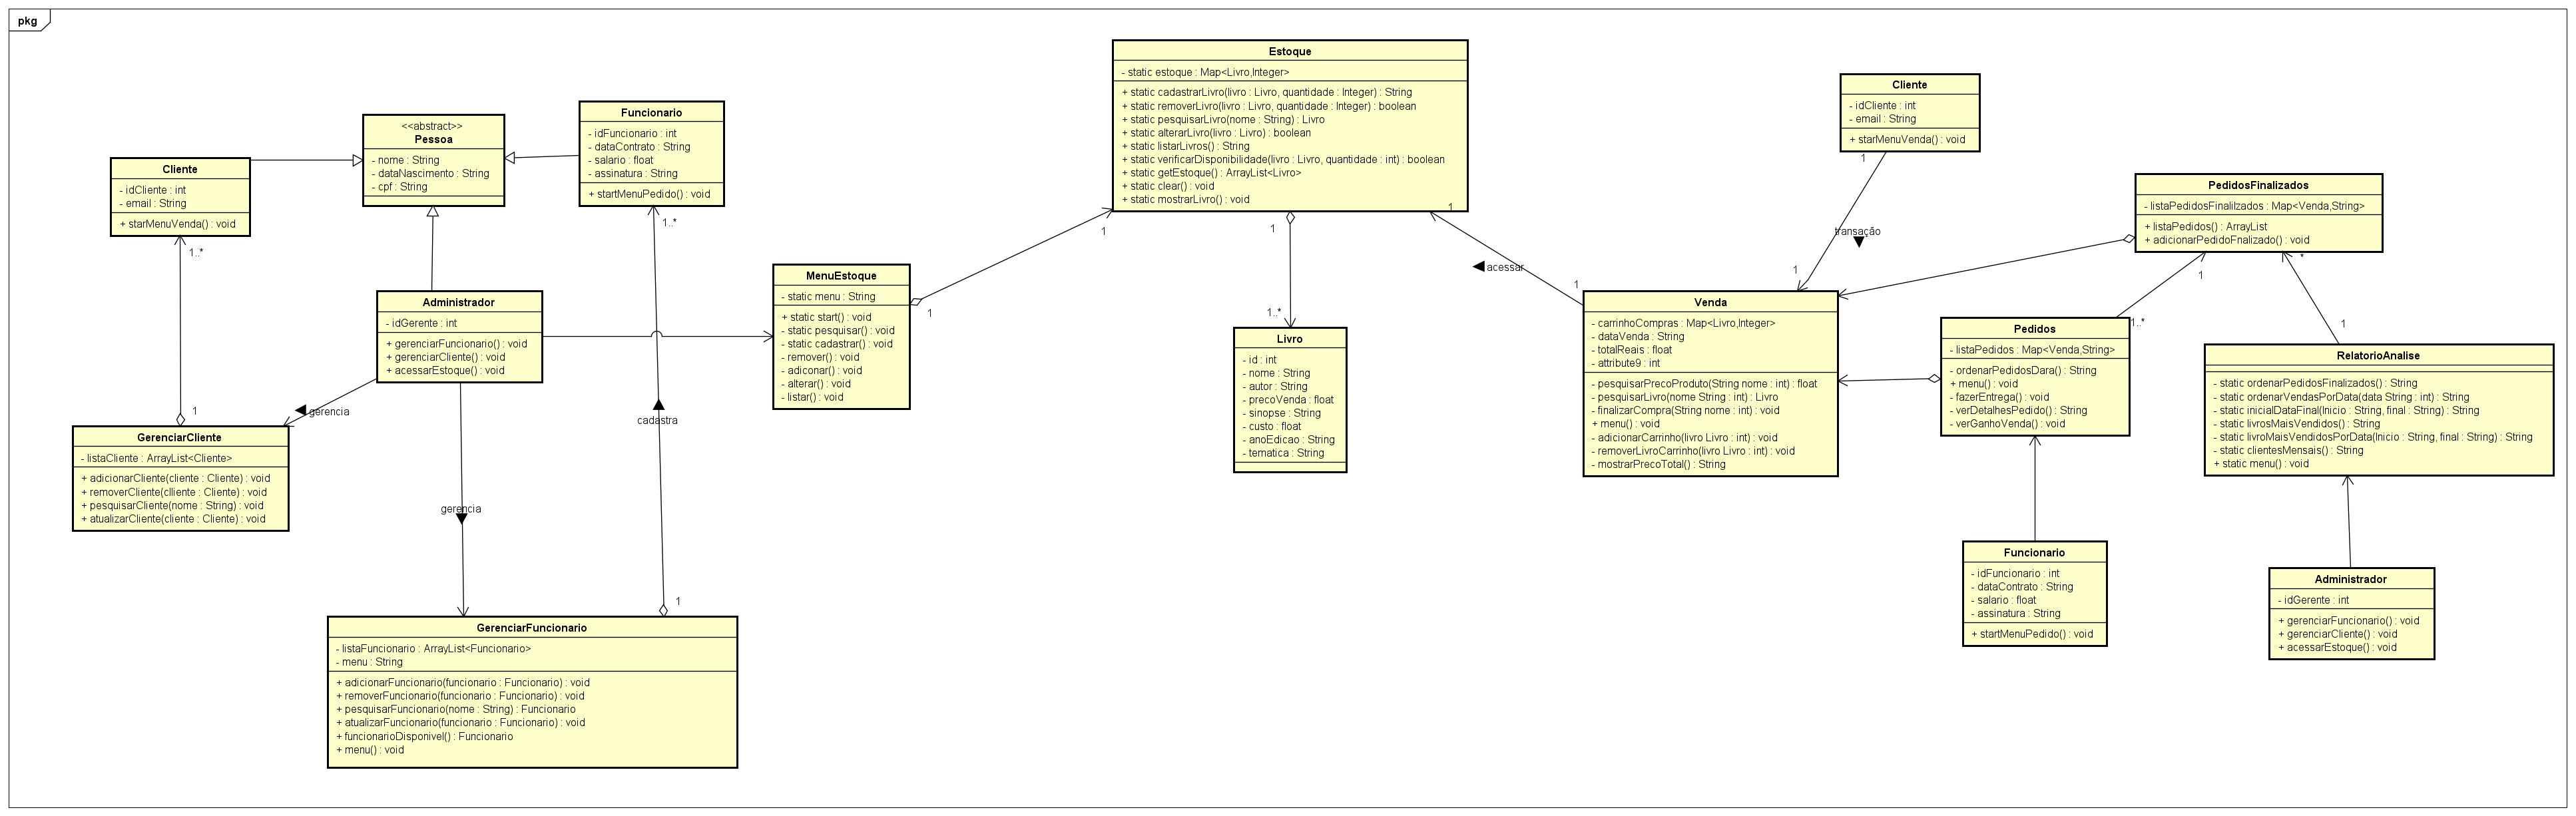 pkg
Estoque
- static estoque : Map<Livro,Integer>
+ static cadastrarLivro(livro : Livro, quantidade : Integer) : String
+ static removerLivro(livro : Livro, quantidade : Integer) : boolean
+ static pesquisarLivro(nome : String) : Livro
+ static alterarLivro(livro : Livro) : boolean
+ static listarLivros() : String
+ static verificarDisponibilidade(livro : Livro, quantidade : int) : boolean
+ static getEstoque() : ArrayList<Livro>
+ static clear() : void
+ static mostrarLivro() : void
Cliente
- idCliente : int
- email : String
+ starMenuVenda() : void
1
Funcionario
- idFuncionario : int
- dataContrato : String
- salario : float
- assinatura : String
+ startMenuPedido() : void
1..*
<<abstract>>
Pessoa
- nome : String
- dataNascimento : String
- cpf : String
Cliente
- idCliente : int
- email : String
+ starMenuVenda() : void
1..*
PedidosFinalizados
- listaPedidosFinalilzados : Map<Venda,String>
+ listaPedidos() : ArrayList
+ adicionarPedidoFnalizado() : void
1
*
1
1
1
transação
1
acessar
1
MenuEstoque
- static menu : String
+ static start() : void
- static pesquisar() : void
- static cadastrar() : void
- remover() : void
- adiconar() : void
- alterar() : void
- listar() : void
1
Administrador
- idGerente : int
+ gerenciarFuncionario() : void
+ gerenciarCliente() : void
+ acessarEstoque() : void
1..*
Livro
- id : int
- nome : String
- autor : String
- precoVenda : float
- sinopse : String
- custo : float
- anoEdicao : String
- tematica : String
Venda
- carrinhoCompras : Map<Livro,Integer>
- dataVenda : String
- totalReais : float
- attribute9 : int
- pesquisarPrecoProduto(String nome : int) : float
- pesquisarLivro(nome String : int) : Livro
- finalizarCompra(String nome : int) : void
+ menu() : void
- adicionarCarrinho(livro Livro : int) : void
- removerLivroCarrinho(livro Livro : int) : void
- mostrarPrecoTotal() : String
1..*
Pedidos
- listaPedidos : Map<Venda,String>
- ordenarPedidosDara() : String
+ menu() : void
- fazerEntrega() : void
- verDetalhesPedido() : String
- verGanhoVenda() : void
1
RelatorioAnalise
- static ordenarPedidosFinalizados() : String
- static ordenarVendasPorData(data String : int) : String
- static inicialDataFinal(Inicio : String, final : String) : String
- static livrosMaisVendidos() : String
- static livroMaisVendidosPorData(Inicio : String, final : String) : String
- static clientesMensais() : String
+ static menu() : void
1
gerencia
cadastra
GerenciarCliente
- listaCliente : ArrayList<Cliente>
+ adicionarCliente(cliente : Cliente) : void
+ removerCliente(clliente : Cliente) : void
+ pesquisarCliente(nome : String) : void
+ atualizarCliente(cliente : Cliente) : void
gerencia
1
GerenciarFuncionario
- listaFuncionario : ArrayList<Funcionario>
- menu : String
+ adicionarFuncionario(funcionario : Funcionario) : void
+ removerFuncionario(funcionario : Funcionario) : void
+ pesquisarFuncionario(nome : String) : Funcionario
+ atualizarFuncionario(funcionario : Funcionario) : void
+ funcionarioDisponivel() : Funcionario
+ menu() : void
Funcionario
- idFuncionario : int
- dataContrato : String
- salario : float
- assinatura : String
+ startMenuPedido() : void
Administrador
- idGerente : int
+ gerenciarFuncionario() : void
+ gerenciarCliente() : void
+ acessarEstoque() : void